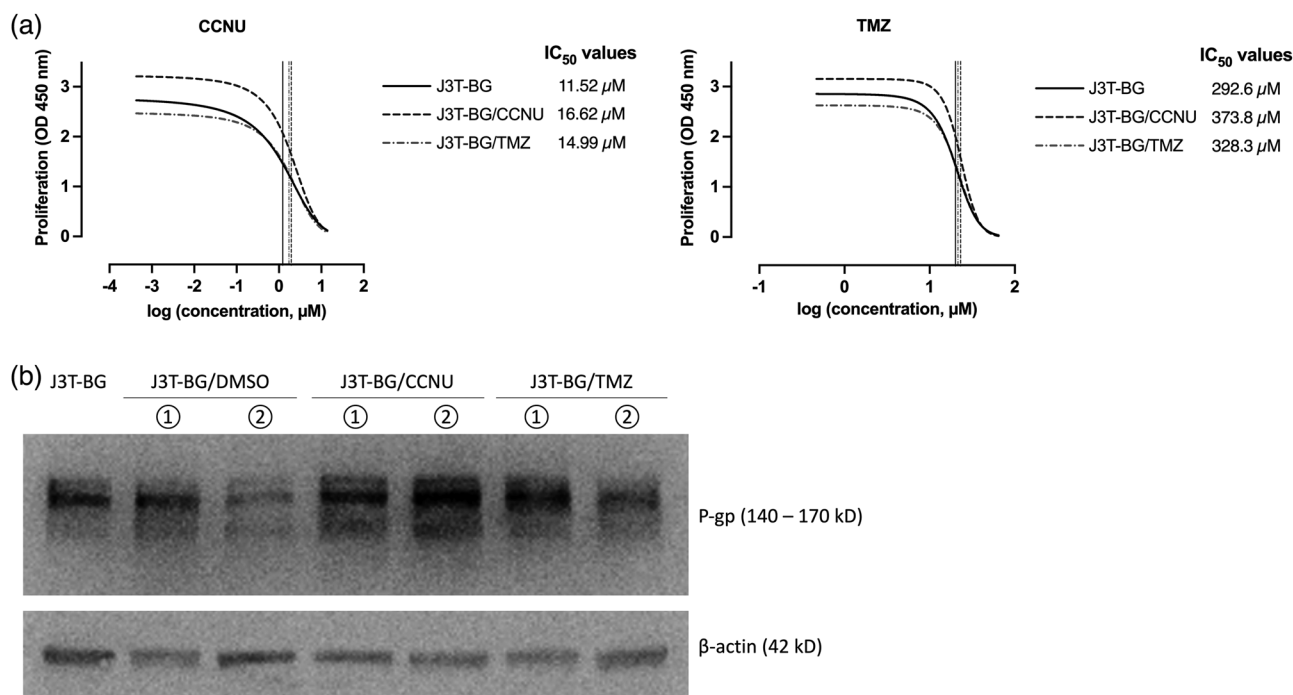 (a)
CCNU
IC50 values
J3T-BG 11.52 µM
J3T-BG/CCNU 16.62 µM
J3T-BG/TMZ 14.99 µM
Proliferation (OD 450 nm)
3
2
1
0
-4 -3 -2 -1 0 1 2
log (concentration, µM)
TMZ
IC50 values
J3T-BG 292.6 µM
J3T-BG/CCNU 373.8 µM
J3T-BG/TMZ 328.3 µM
Proliferation (OD 450 nm)
3
2
1
0
-1 0 1 2
log (concentration, µM)
(b)
J3T-BG J3T-BG/DMSO J3T-BG/CCNU J3T-BG/TMZ
① ② ① ② ① ②
P-gp (140 – 170 kD)
β-actin (42 kD)